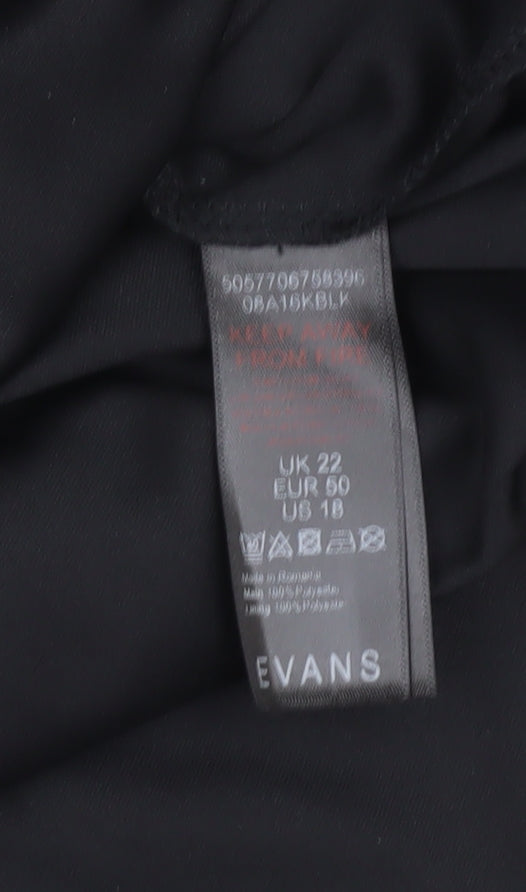 5057706758396
08A16KBLK
KEEP AWAY
FROM FIRE
UK 22
EUR 50
US 18
Made in Romania
Main 100% Polyester
Lining 100% Polyester
EVANS